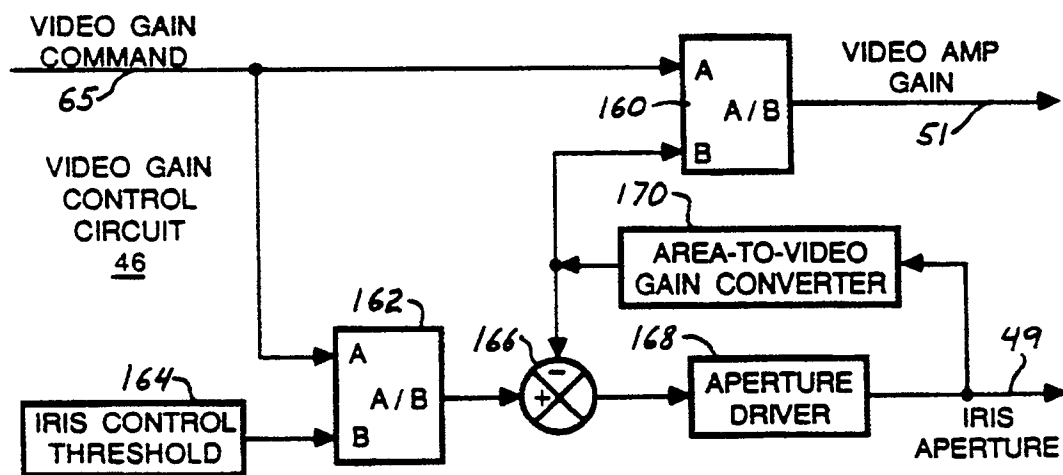 VIDEO GAIN
COMMAND
65
A
160
A / B
B
VIDEO AMP
GAIN
51
VIDEO GAIN
CONTROL
CIRCUIT
46
170
AREA-TO-VIDEO
GAIN CONVERTER
162
A
A / B
B
164
IRIS CONTROL
THRESHOLD
166
−
+
168
APERTURE
DRIVER
49
IRIS
APERTURE